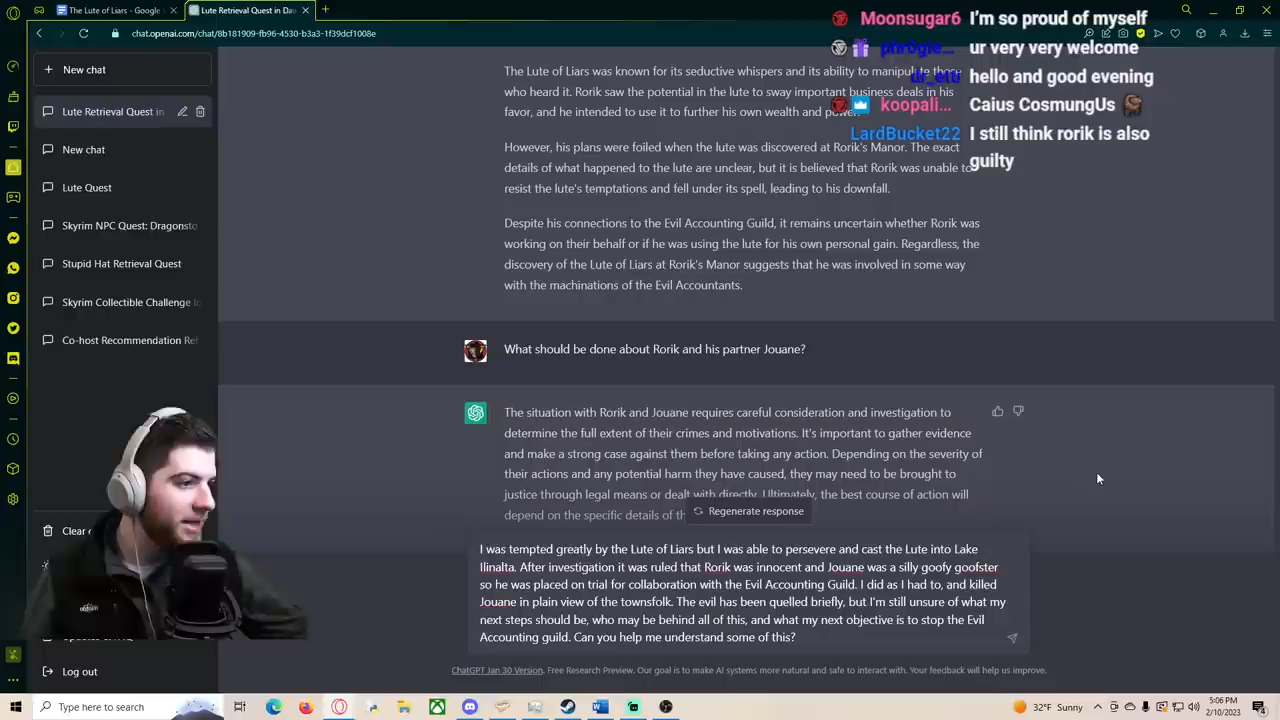 The Lute of Liars - Google
Lute Retrieval Quest in Daw
chat.openai.com/chat/8b181909-fb96-4530-b3a3-1f39dcf1008e
Moonsugar6 I'm so proud of myself
ur very very welcome
hello and good evening
koopali... Caius CosmungUs
LardBucket22 I still think rorik is also
guilty
New chat
Lute Retrieval Quest in
New chat
Lute Quest
Skyrim NPC Quest: Dragonsto
Stupid Hat Retrieval Quest
Skyrim Collectible Challenge
Co-host Recommendation Ref
Clear
Log out
The Lute of Liars was known for its seductive whispers and its ability to manipulate those
who heard it. Rorik saw the potential in the lute to sway important business deals in his
favor, and he intended to use it to further his own wealth and power.
However, his plans were foiled when the lute was discovered at Rorik's Manor. The exact
details of what happened to the lute are unclear, but it is believed that Rorik was unable to
resist the lute's temptations and fell under its spell, leading to his downfall.
Despite his connections to the Evil Accounting Guild, it remains uncertain whether Rorik was
working on their behalf or if he was using the lute for his own personal gain. Regardless, the
discovery of the Lute of Liars at Rorik's Manor suggests that he was involved in some way
with the machinations of the Evil Accountants.
What should be done about Rorik and his partner Jouane?
The situation with Rorik and Jouane requires careful consideration and investigation to
determine the full extent of their crimes and motivations. It's important to gather evidence
and make a strong case against them before taking any action. Depending on the severity of
their actions and any potential harm they have caused, they may need to be brought to
justice through legal means or dealt with directly. Ultimately, the best course of action will
depend on the specific details of
Regenerate response
I was tempted greatly by the Lute of Liars but I was able to persevere and cast the Lute into Lake
Ilinalta. After investigation it was ruled that Rorik was innocent and Jouane was a silly goofy goofster
so he was placed on trial for collaboration with the Evil Accounting Guild. I did as I had to, and killed
Jouane in plain view of the townsfolk. The evil has been quelled briefly, but I'm still unsure of what my
next steps should be, who may be behind all of this, and what my next objective is to stop the Evil
Accounting guild. Can you help me understand some of this?
ChatGPT Jan 30 Version. Free Research Preview. Our goal is to make AI systems more natural and safe to interact with. Your feedback will help us improve.
Type here to search
32°F Sunny
5:06 PM
2/10/2023